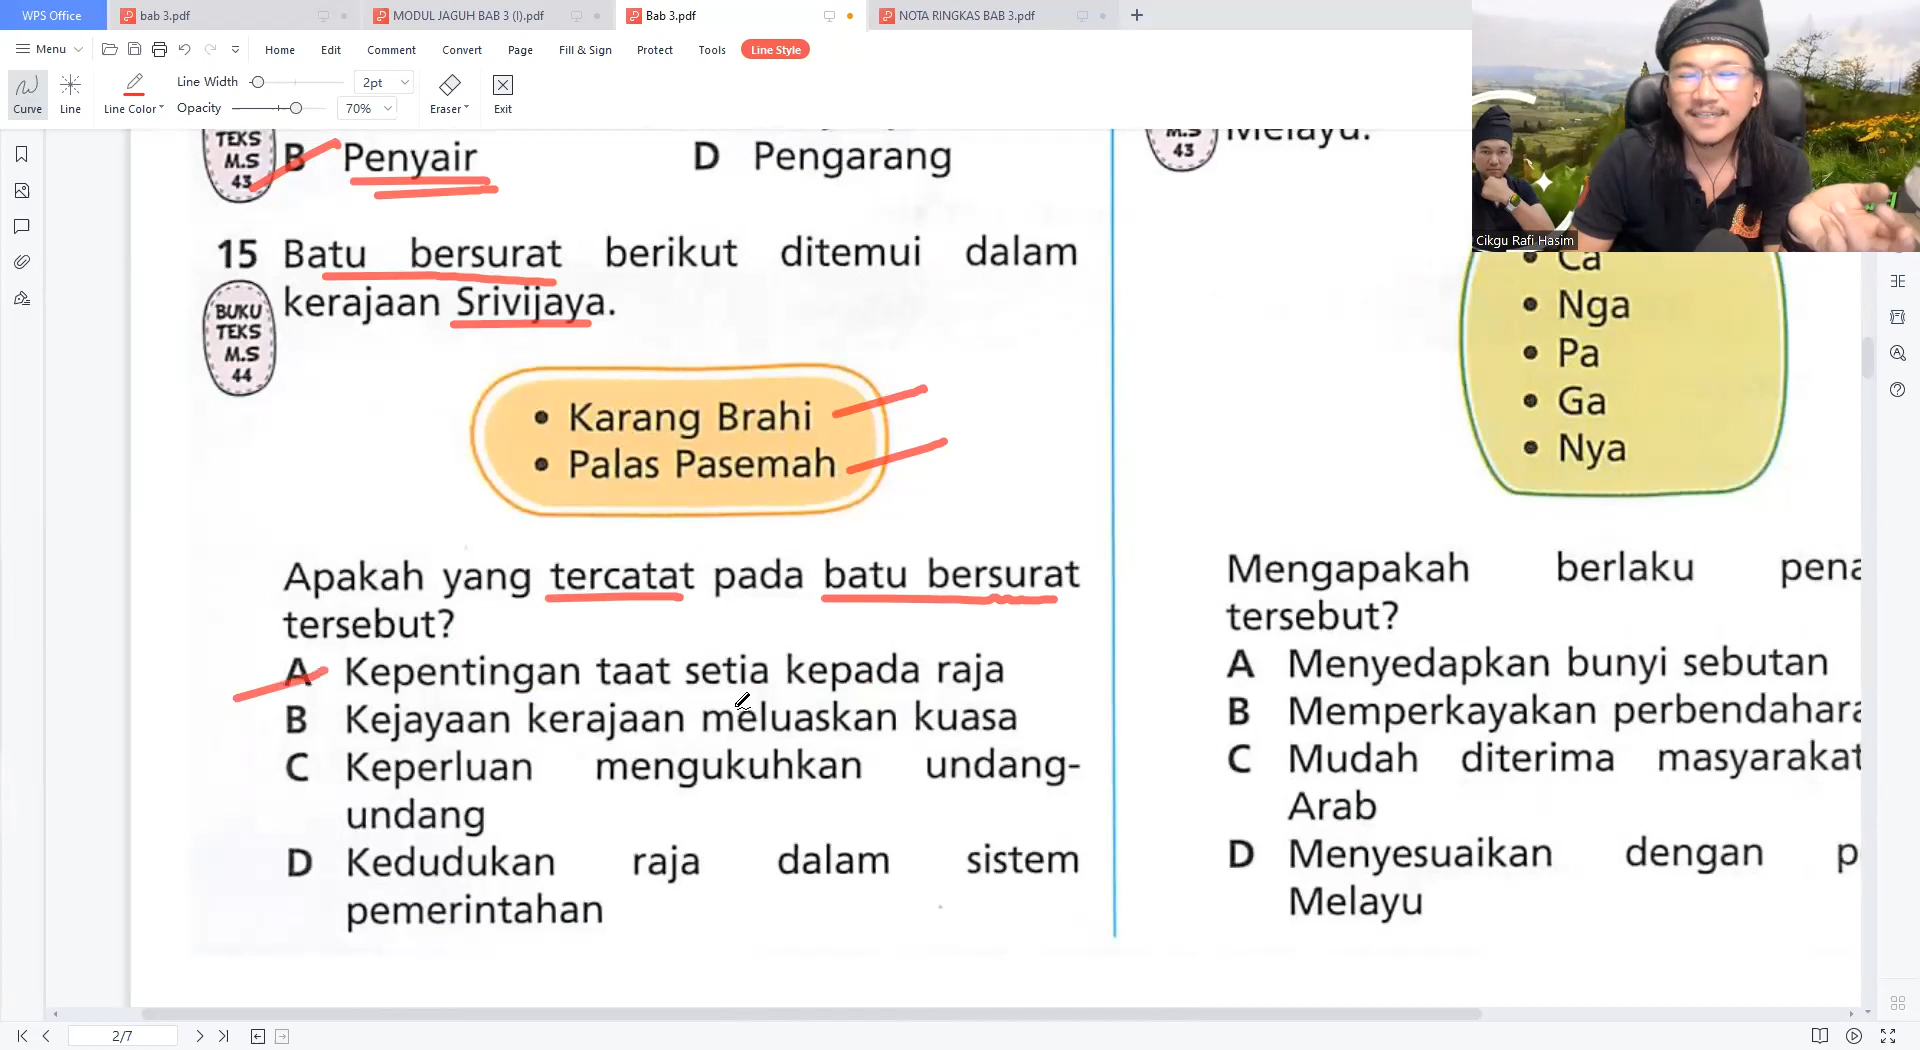 WPS Office
bab 3.pdf
MODUL JAGUH BAB 3 (I).pdf
Bab 3.pdf
NOTA RINGKAS BAB 3.pdf
Menu
Home
Edit
Comment
Convert
Page
Fill & Sign
Protect
Tools
Line Style
Curve
Line
Line Color
Line Width
2pt
Opacity
70%
Eraser
Exit
Cikgu Rafi Hasim
TEKS
M.S
43
B Penyair
D Pengarang
15 Batu bersurat berikut ditemui dalam
kerajaan Srivijaya.
BUKU
TEKS
M.S
44
• Karang Brahi
• Palas Pasemah
Apakah yang tercatat pada batu bersurat
tersebut?
A Kepentingan taat setia kepada raja
B Kejayaan kerajaan meluaskan kuasa
C Keperluan mengukuhkan undang-
undang
D Kedudukan raja dalam sistem
pemerintahan
M.S
43
Melayu.
• Ca
• Nga
• Pa
• Ga
• Nya
Mengapakah berlaku pena
tersebut?
A Menyedapkan bunyi sebutan
B Memperkayakan perbendahara
C Mudah diterima masyarakat
Arab
D Menyesuaikan dengan p
Melayu
2/7